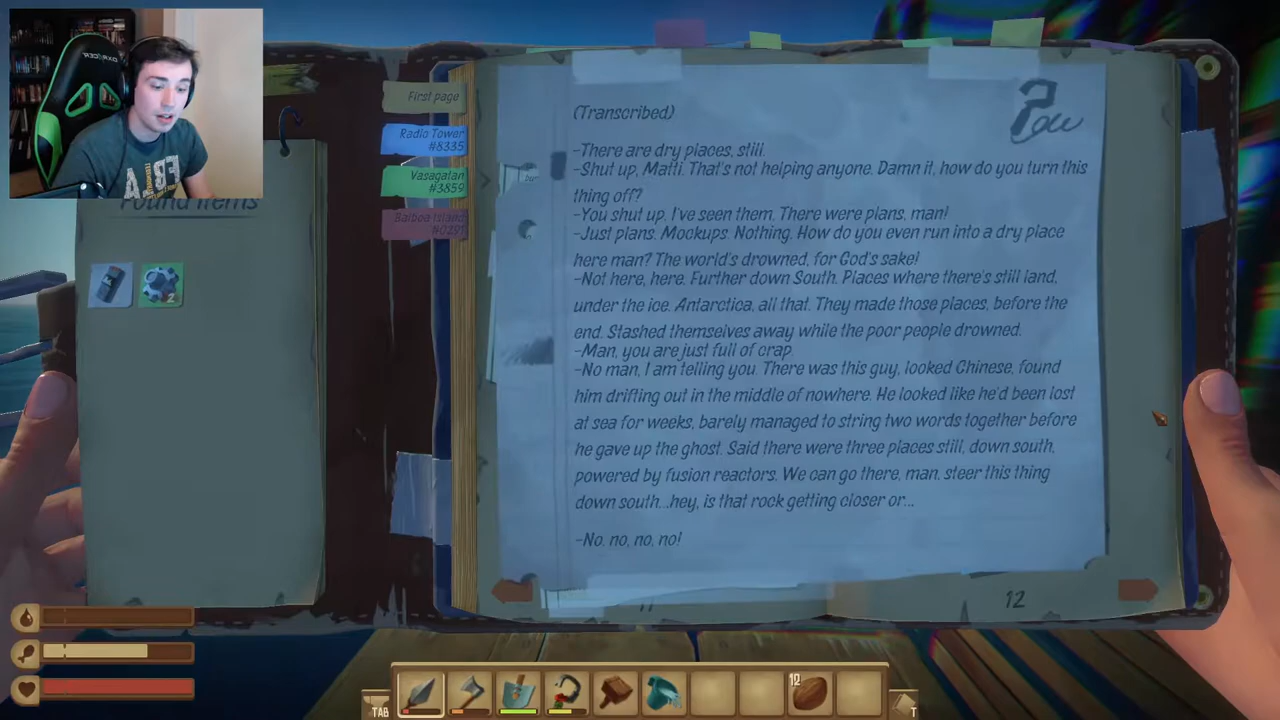 First page
Radio Tower
#8335
Vasagatan
#3859
Balboa Island
#0291
Found Items
2
(Transcribed)
-There are dry places, still.
-Shut up, Matti. That's not helping anyone. Damn it, how do you turn this
thing off?
-You shut up. I've seen them. There were plans, man!
-Just plans. Mockups. Nothing. How do you even run into a dry place
here man? The world's drowned, for God's sake!
-Not here, here. Further down South. Places where there's still land,
under the ice. Antarctica, all that. They made those places, before the
end. Stashed themselves away while the poor people drowned.
-Man, you are just full of crap.
-No man, I am telling you. There was this guy, looked Chinese, found
him drifting out in the middle of nowhere. He looked like he'd been lost
at sea for weeks, barely managed to string two words together before
he gave up the ghost. Said there were three places still, down south,
powered by fusion reactors. We can go there, man, steer this thing
down south...hey, is that rock getting closer or...
-No, no, no, no!
11
12
TAB
12
T